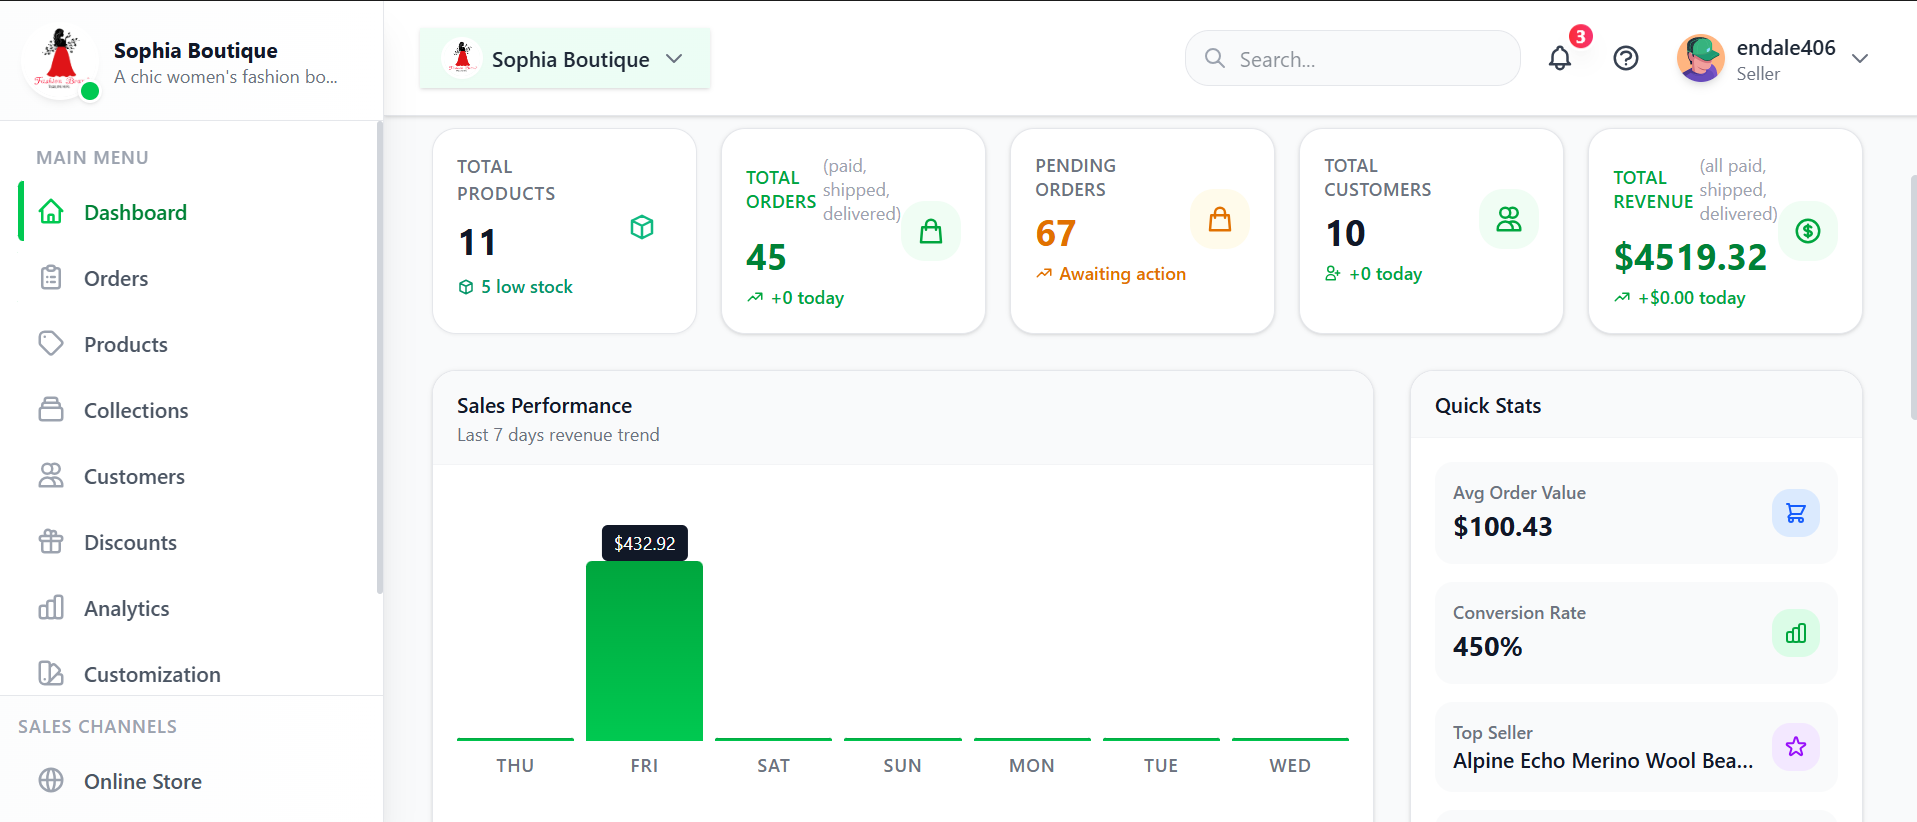 Sophia Boutique
A chic women's fashion bo...
MAIN MENU
Dashboard
Orders
Products
Collections
Customers
Discounts
Analytics
Customization
SALES CHANNELS
Online Store
Sophia Boutique
Search...
3
endale406
Seller
TOTAL
PRODUCTS
11
5 low stock
TOTAL
ORDERS
(paid,
shipped,
delivered)
45
+0 today
PENDING
ORDERS
67
Awaiting action
TOTAL
CUSTOMERS
10
+0 today
TOTAL
REVENUE
(all paid,
shipped,
delivered)
$4519.32
+$0.00 today
Sales Performance
Last 7 days revenue trend
$432.92
THU FRI SAT SUN MON TUE WED
Quick Stats
Avg Order Value
$100.43
Conversion Rate
450%
Top Seller
Alpine Echo Merino Wool Bea...